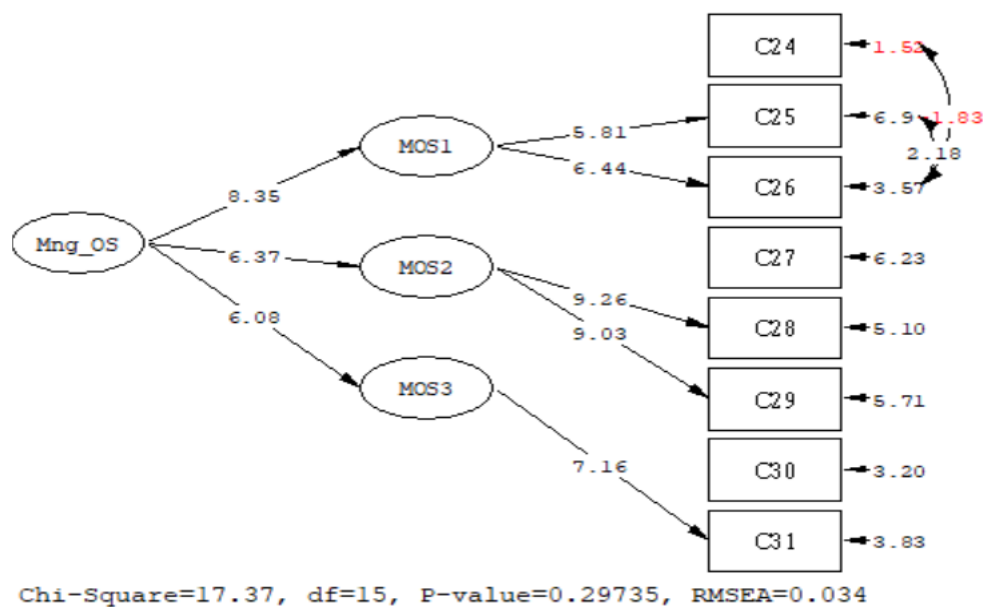 C24
1.52
C25
6.9
1.83
5.81
MOS1
2.18
6.44
C26
3.57
8.35
Mng_OS
C27
6.23
6.37
MOS2
9.26
6.08
C28
5.10
9.03
MOS3
C29
5.71
7.16
C30
3.20
C31
3.83
Chi-Square=17.37, df=15, P-value=0.29735, RMSEA=0.034